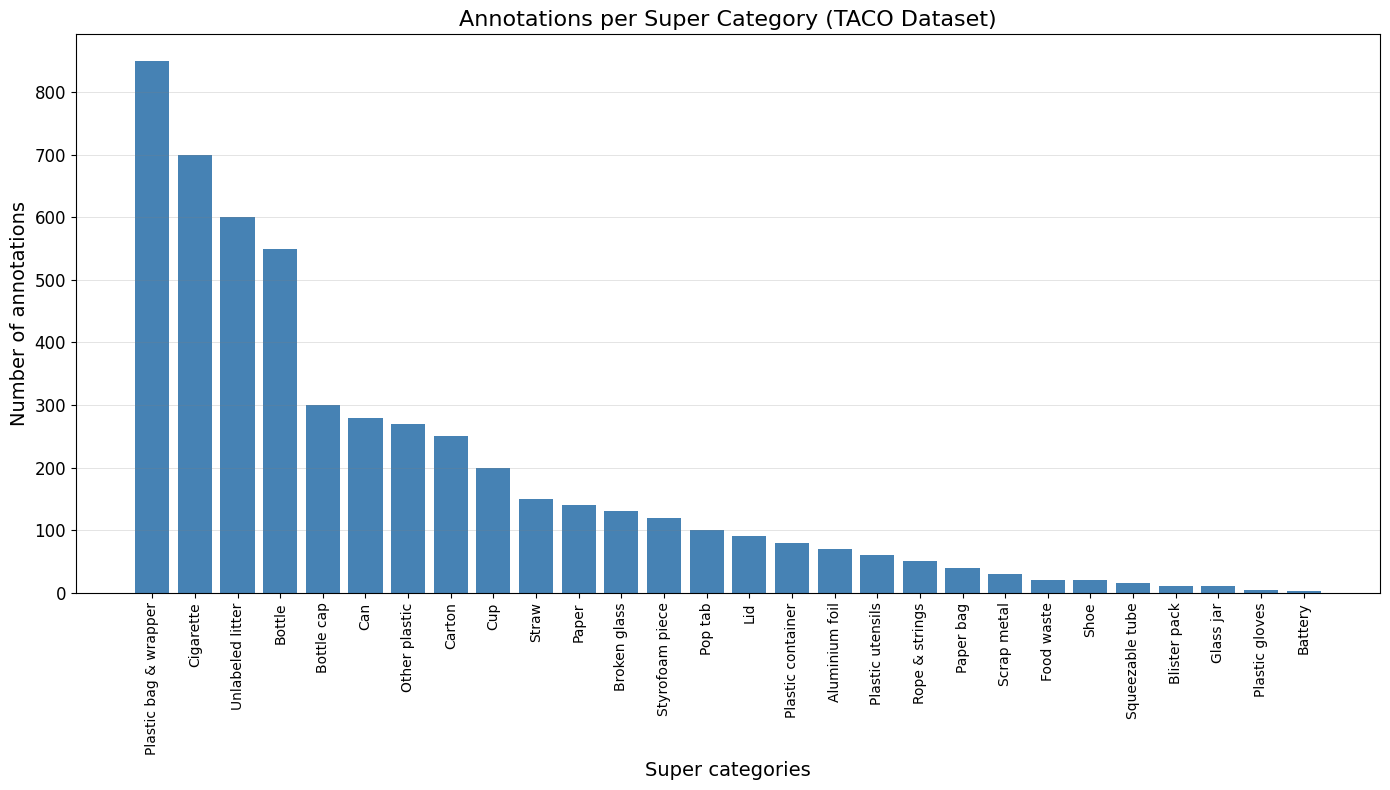 Annotations per Super Category (TACO Dataset)
Number of annotations
800
700
600
500
400
300
200
100
0
Plastic bag & wrapper
Cigarette
Unlabeled litter
Bottle
Bottle cap
Can
Other plastic
Carton
Cup
Straw
Paper
Broken glass
Styrofoam piece
Pop tab
Lid
Plastic container
Aluminium foil
Plastic utensils
Rope & strings
Paper bag
Scrap metal
Food waste
Shoe
Squeezable tube
Blister pack
Glass jar
Plastic gloves
Battery
Super categories